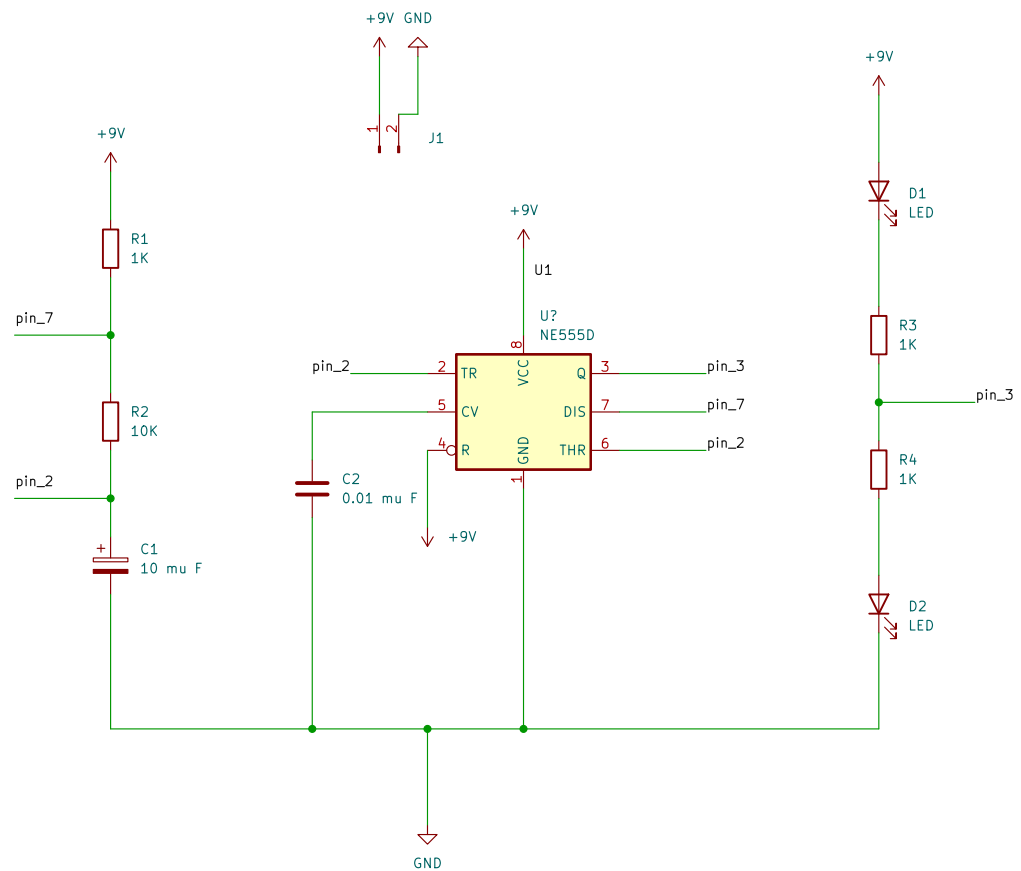 +9V GND
1
2
J1
+9V
+9V
R1
1K
pin_7
R2
10K
pin_2
+
C1
10 mu F
+9V
U1
U?
NE555D
8
VCC
pin_2
2
TR
5
CV
4
R
GND
1
Q
3
pin_3
DIS
7
pin_7
THR
6
pin_2
C2
0.01 mu F
+9V
GND
D1
LED
R3
1K
pin_3
R4
1K
D2
LED